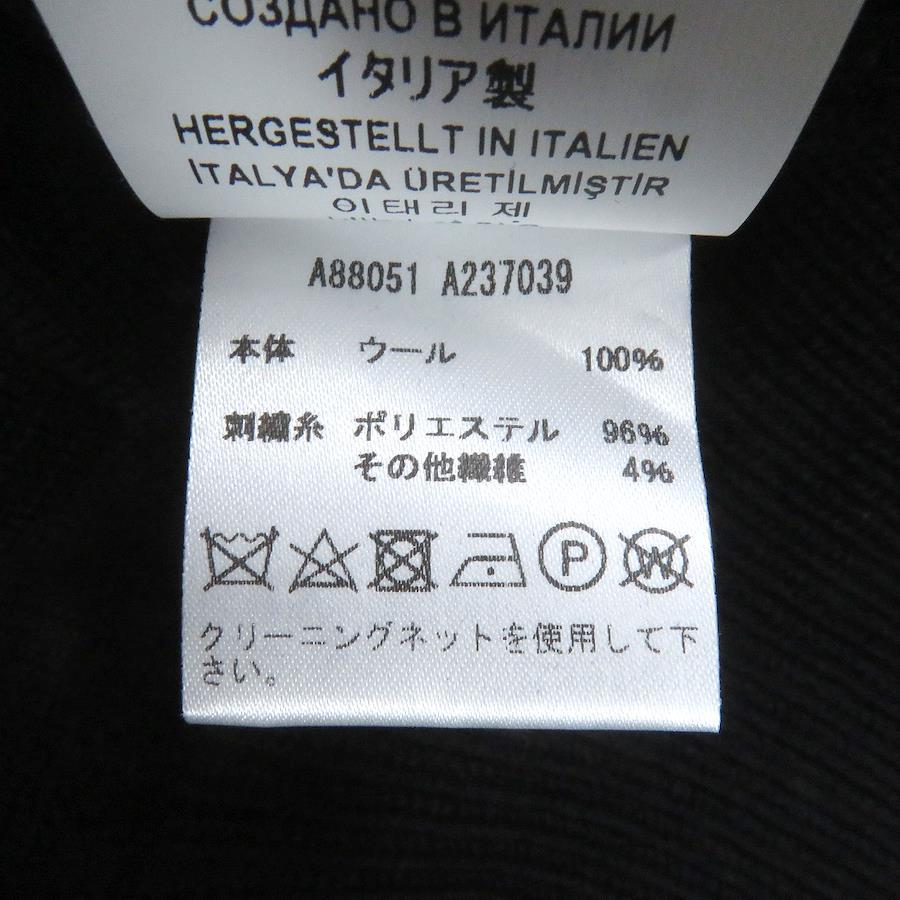 СОЗДАНО В ИТАЛИИ
イタリア製
HERGESTELLT IN ITALIEN
İTALYA'DA ÜRETİLMİŞTİR
이태리 제
A88051 A237039
本体 ウール 100%
刺繍糸 ポリエステル 96%
その他繊維 4%
P W
クリーニングネットを使用して下
さい。